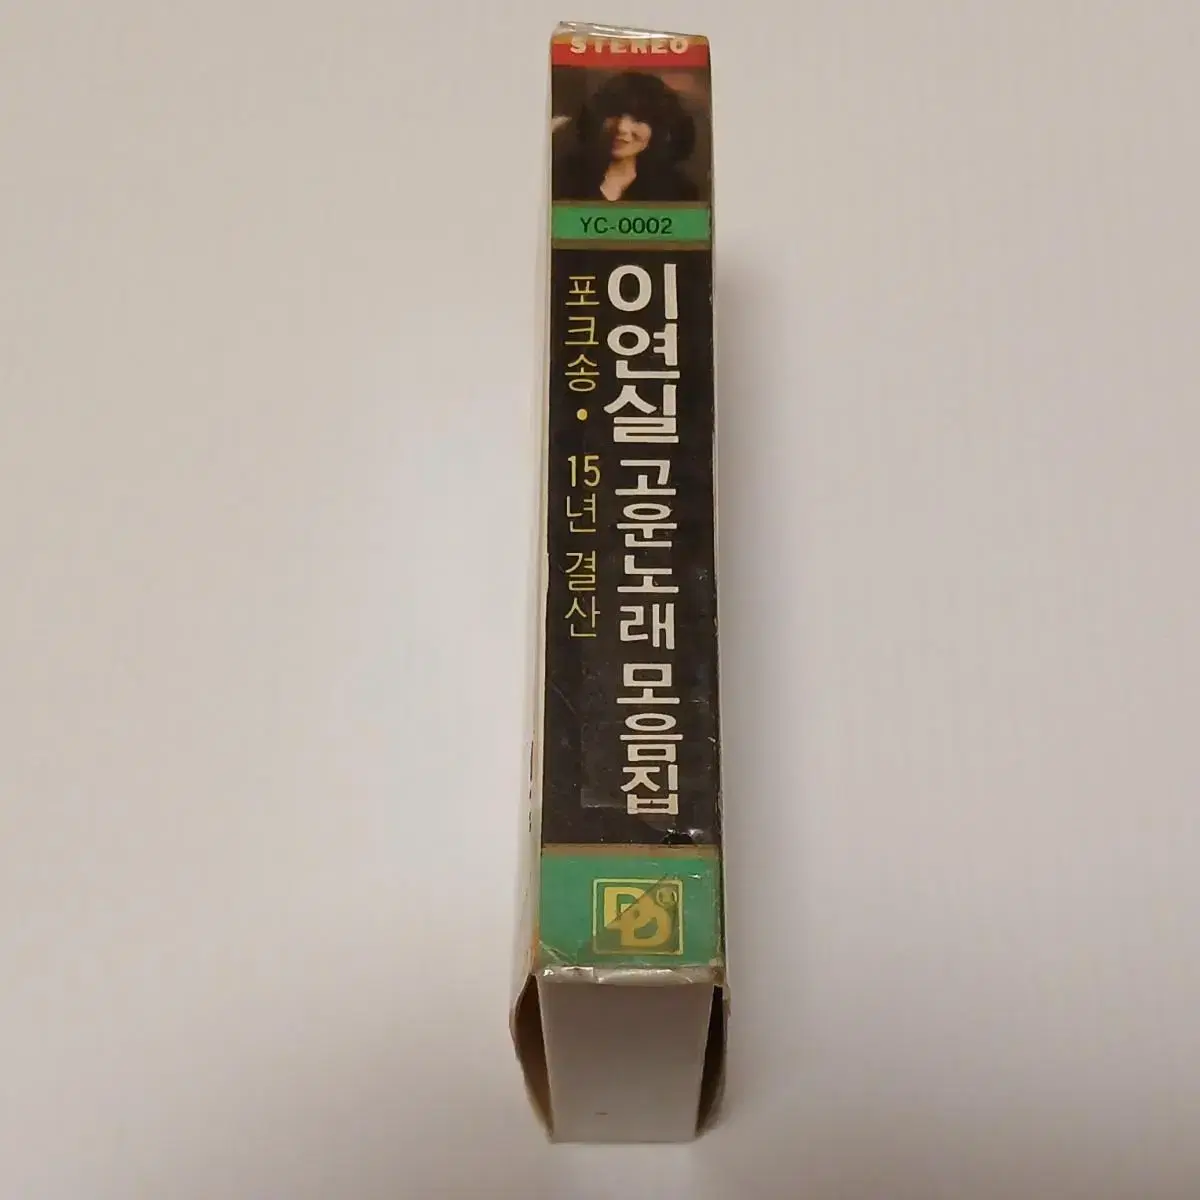 STEREO
YC-0002
이연실 고운노래 모음집
포크송 • 15년 결산